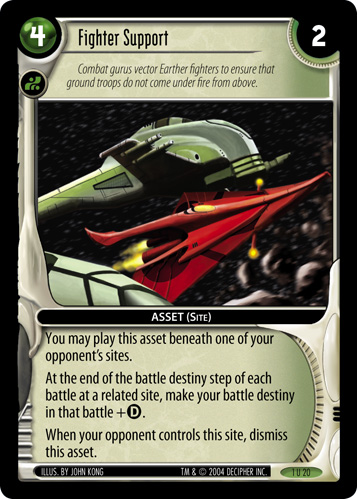 4 Fighter Support 2
Combat gurus vector Earther fighters to ensure that
ground troops do not come under fire from above.
ASSET (SITE)
You may play this asset beneath one of your
opponent's sites.
At the end of the battle destiny step of each
battle at a related site, make your battle destiny
in that battle +D.
When your opponent controls this site, dismiss
this asset.
ILLUS. BY JOHN KONG TM & © 2004 DECIPHER INC. 1 U 20